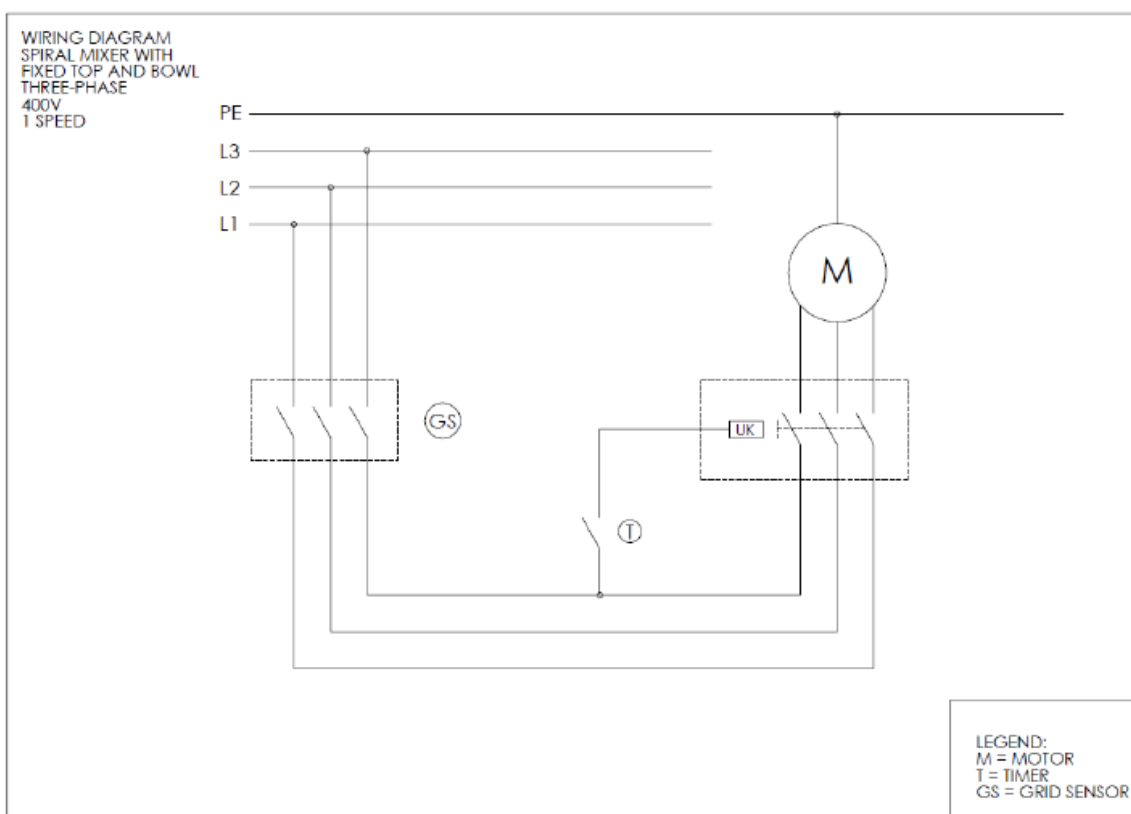 WIRING DIAGRAM
SPIRAL MIXER WITH
FIXED TOP AND BOWL
THREE-PHASE
400V
1 SPEED
PE
L3
L2
L1
M
GS
UK
T
LEGEND:
M = MOTOR
T = TIMER
GS = GRID SENSOR